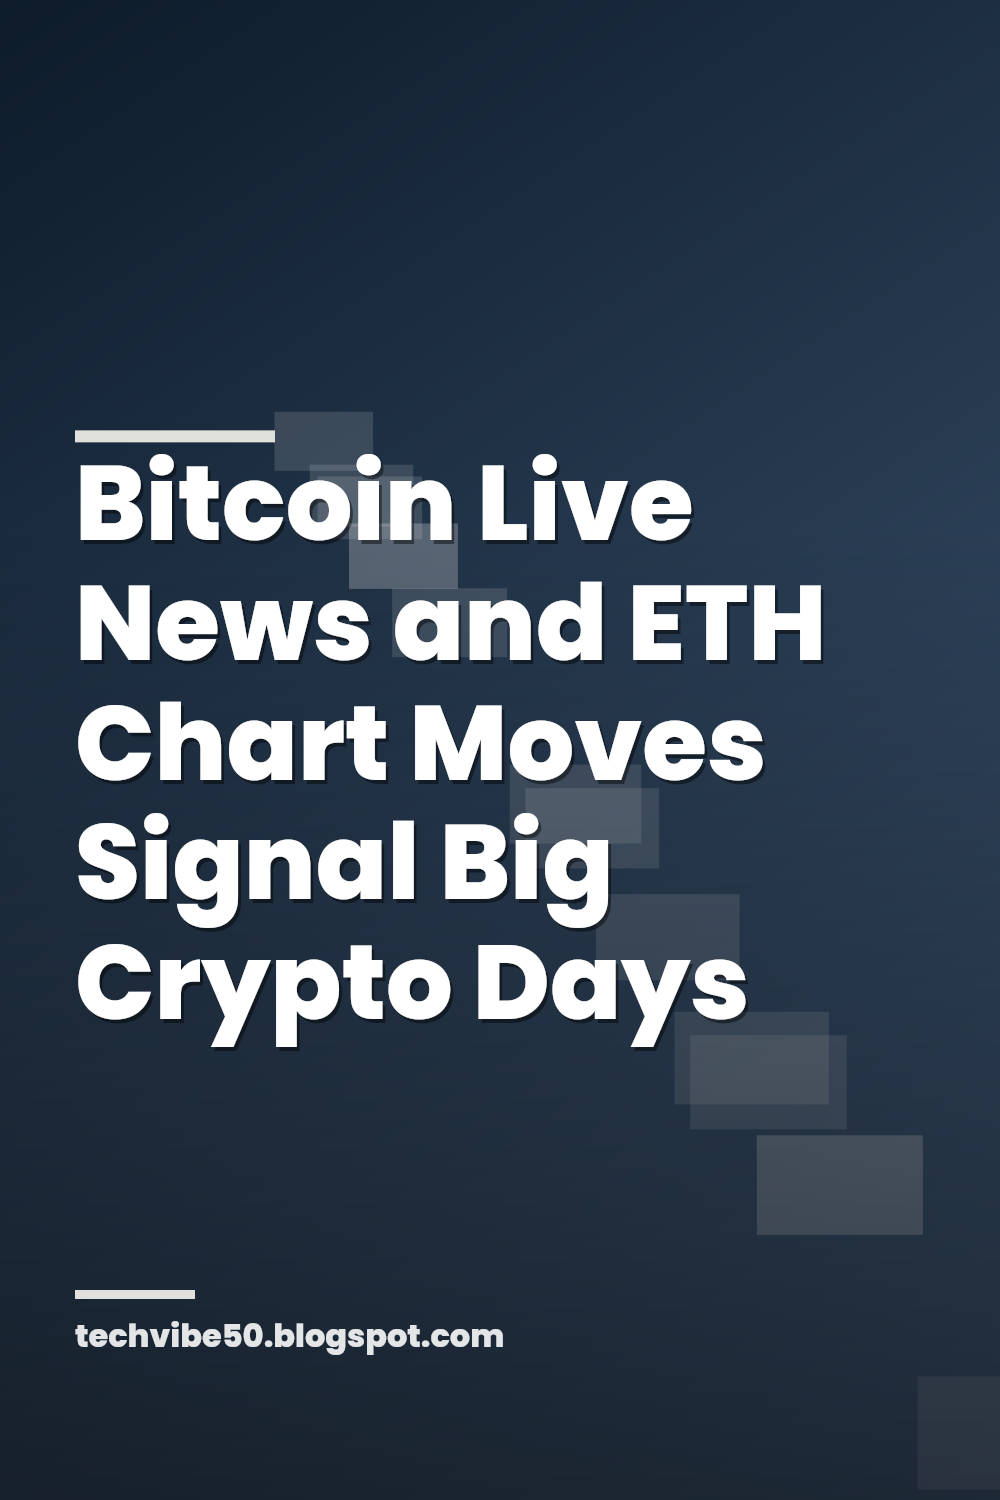 Bitcoin Live
News and ETH
Chart Moves
Signal Big
Crypto Days
techvibe50.blogspot.com